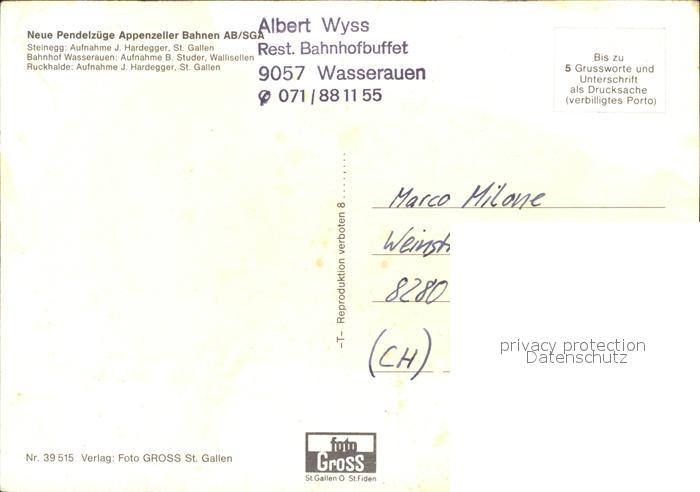 Neue Pendelzüge Appenzeller Bahnen AB/SGA
Steinegg: Aufnahme J. Hardegger, St. Gallen
Bahnhof Wasserauen: Aufnahme B. Studer, Wallisellen
Ruckhalde: Aufnahme J. Hardegger, St. Gallen
Albert Wyss
Rest. Bahnhofbuffet
9057 Wasserauen
✆ 071/88 11 55
Bis zu
5 Grussworte und
Unterschrift
als Drucksache
(verbilligtes Porto)
–T– Reproduktion verboten 8......
Marco Milone
8280
(CH)
privacy protection
Datenschutz
Nr. 39 515 Verlag: Foto GROSS St. Gallen
foto
GROSS
St.Gallen O St.Fiden